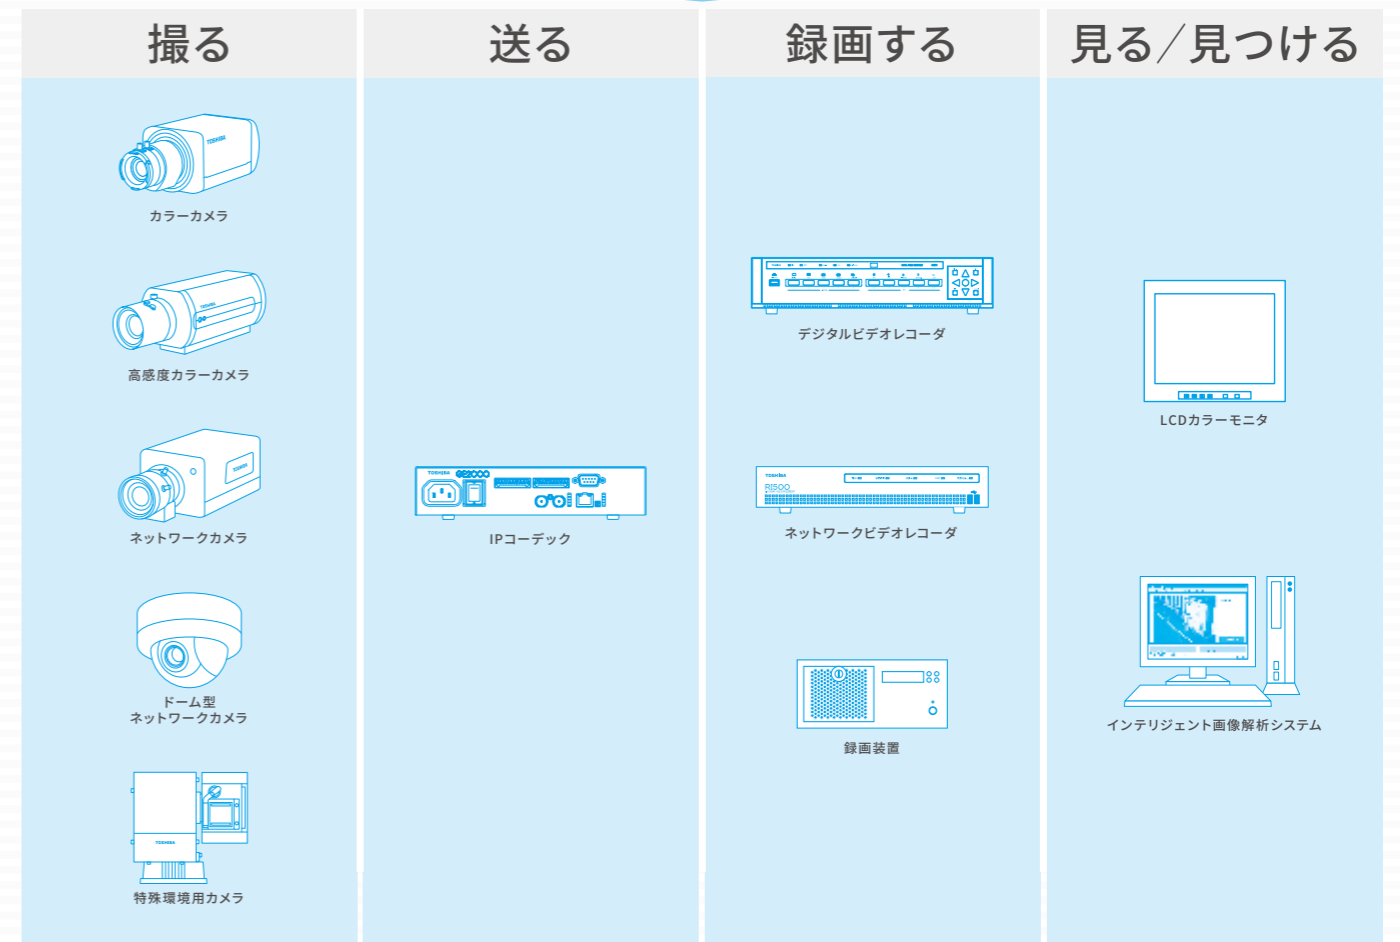 撮る
送る
録画する
見る／見つける
TOSHIBA
カラーカメラ
TOSHIBA
高感度カラーカメラ
TOSHIBA
ネットワークカメラ
ドーム型
ネットワークカメラ
TOSHIBA
特殊環境用カメラ
TOSHIBA
IPコーデック
デジタルビデオレコーダ
TOSHIBA
ネットワークビデオレコーダ
録画装置
LCDカラーモニタ
インテリジェント画像解析システム